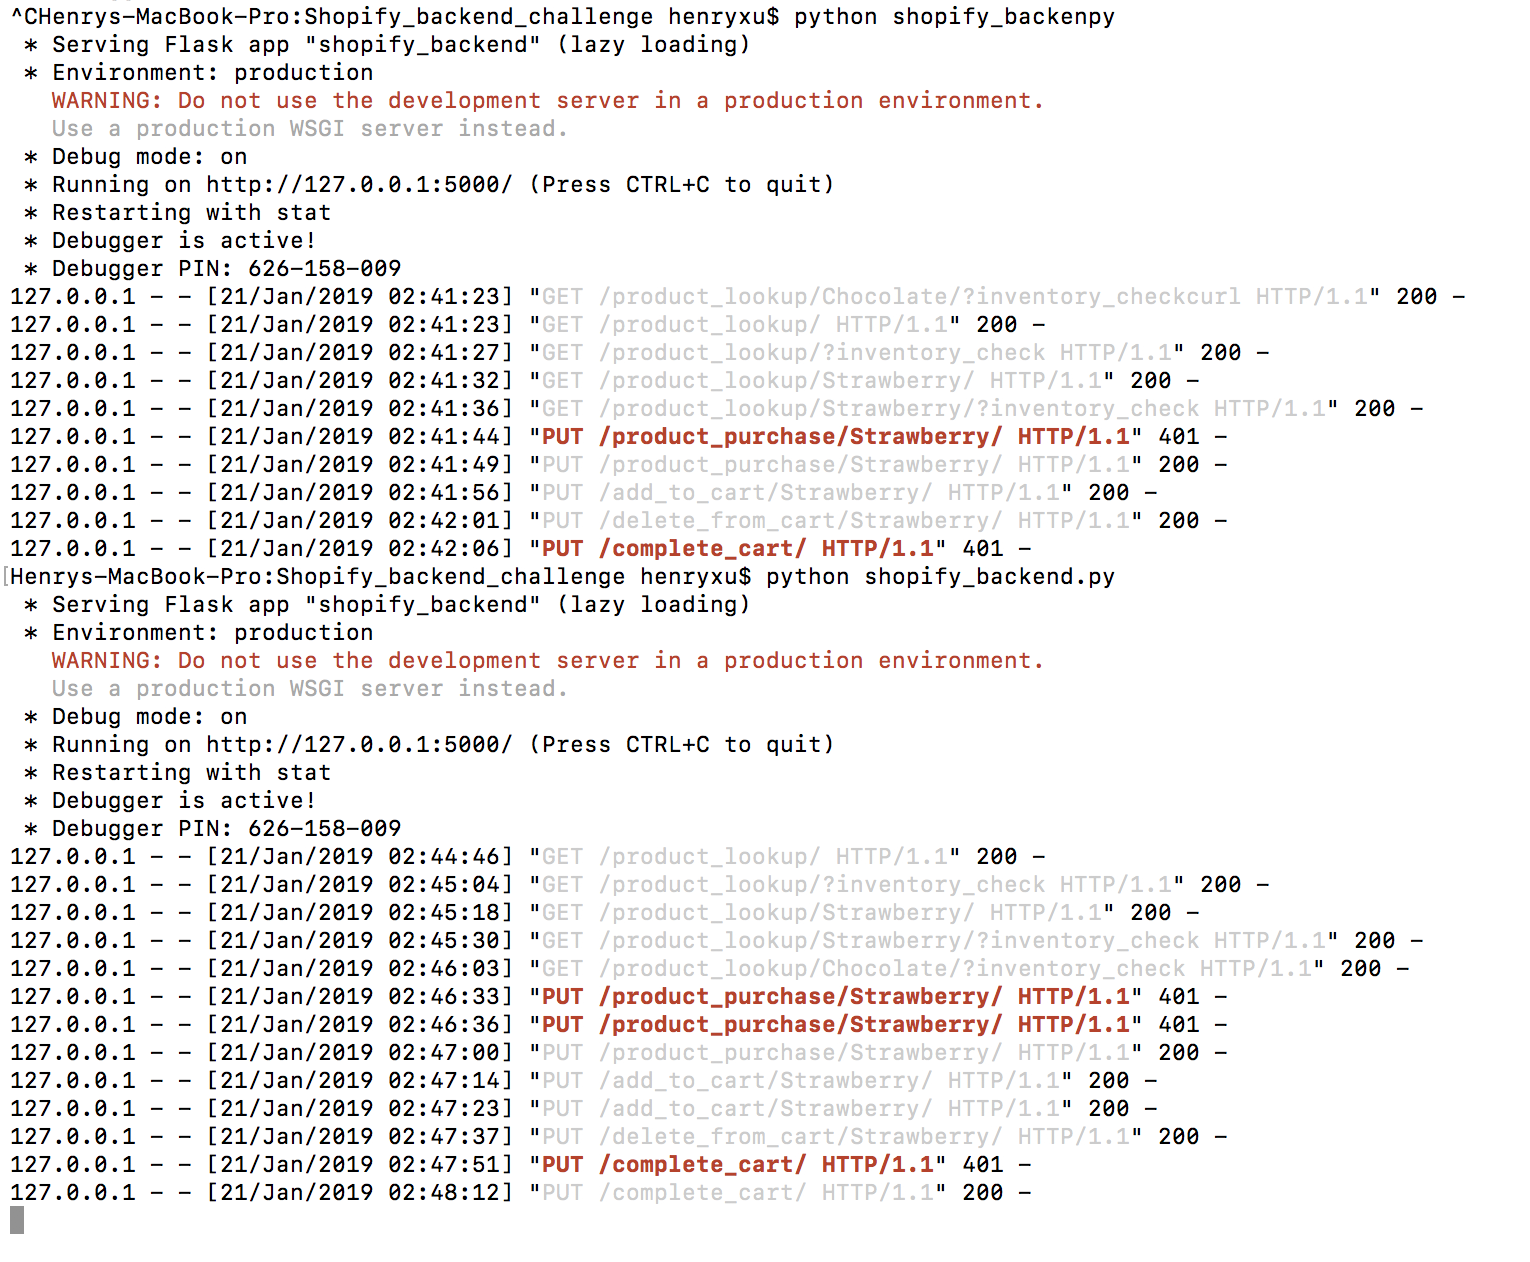 ^CHenrys-MacBook-Pro:Shopify_backend_challenge henryxu$ python shopify_backenpy
 * Serving Flask app "shopify_backend" (lazy loading)
 * Environment: production
   WARNING: Do not use the development server in a production environment.
   Use a production WSGI server instead.
 * Debug mode: on
 * Running on http://127.0.0.1:5000/ (Press CTRL+C to quit)
 * Restarting with stat
 * Debugger is active!
 * Debugger PIN: 626-158-009
127.0.0.1 - - [21/Jan/2019 02:41:23] "GET /product_lookup/Chocolate/?inventory_checkcurl HTTP/1.1" 200 -
127.0.0.1 - - [21/Jan/2019 02:41:23] "GET /product_lookup/ HTTP/1.1" 200 -
127.0.0.1 - - [21/Jan/2019 02:41:27] "GET /product_lookup/?inventory_check HTTP/1.1" 200 -
127.0.0.1 - - [21/Jan/2019 02:41:32] "GET /product_lookup/Strawberry/ HTTP/1.1" 200 -
127.0.0.1 - - [21/Jan/2019 02:41:36] "GET /product_lookup/Strawberry/?inventory_check HTTP/1.1" 200 -
127.0.0.1 - - [21/Jan/2019 02:41:44] "PUT /product_purchase/Strawberry/ HTTP/1.1" 401 -
127.0.0.1 - - [21/Jan/2019 02:41:49] "PUT /product_purchase/Strawberry/ HTTP/1.1" 200 -
127.0.0.1 - - [21/Jan/2019 02:41:56] "PUT /add_to_cart/Strawberry/ HTTP/1.1" 200 -
127.0.0.1 - - [21/Jan/2019 02:42:01] "PUT /delete_from_cart/Strawberry/ HTTP/1.1" 200 -
127.0.0.1 - - [21/Jan/2019 02:42:06] "PUT /complete_cart/ HTTP/1.1" 401 -
[Henrys-MacBook-Pro:Shopify_backend_challenge henryxu$ python shopify_backend.py
 * Serving Flask app "shopify_backend" (lazy loading)
 * Environment: production
   WARNING: Do not use the development server in a production environment.
   Use a production WSGI server instead.
 * Debug mode: on
 * Running on http://127.0.0.1:5000/ (Press CTRL+C to quit)
 * Restarting with stat
 * Debugger is active!
 * Debugger PIN: 626-158-009
127.0.0.1 - - [21/Jan/2019 02:44:46] "GET /product_lookup/ HTTP/1.1" 200 -
127.0.0.1 - - [21/Jan/2019 02:45:04] "GET /product_lookup/?inventory_check HTTP/1.1" 200 -
127.0.0.1 - - [21/Jan/2019 02:45:18] "GET /product_lookup/Strawberry/ HTTP/1.1" 200 -
127.0.0.1 - - [21/Jan/2019 02:45:30] "GET /product_lookup/Strawberry/?inventory_check HTTP/1.1" 200 -
127.0.0.1 - - [21/Jan/2019 02:46:03] "GET /product_lookup/Chocolate/?inventory_check HTTP/1.1" 200 -
127.0.0.1 - - [21/Jan/2019 02:46:33] "PUT /product_purchase/Strawberry/ HTTP/1.1" 401 -
127.0.0.1 - - [21/Jan/2019 02:46:36] "PUT /product_purchase/Strawberry/ HTTP/1.1" 401 -
127.0.0.1 - - [21/Jan/2019 02:47:00] "PUT /product_purchase/Strawberry/ HTTP/1.1" 200 -
127.0.0.1 - - [21/Jan/2019 02:47:14] "PUT /add_to_cart/Strawberry/ HTTP/1.1" 200 -
127.0.0.1 - - [21/Jan/2019 02:47:23] "PUT /add_to_cart/Strawberry/ HTTP/1.1" 200 -
127.0.0.1 - - [21/Jan/2019 02:47:37] "PUT /delete_from_cart/Strawberry/ HTTP/1.1" 200 -
127.0.0.1 - - [21/Jan/2019 02:47:51] "PUT /complete_cart/ HTTP/1.1" 401 -
127.0.0.1 - - [21/Jan/2019 02:48:12] "PUT /complete_cart/ HTTP/1.1" 200 -